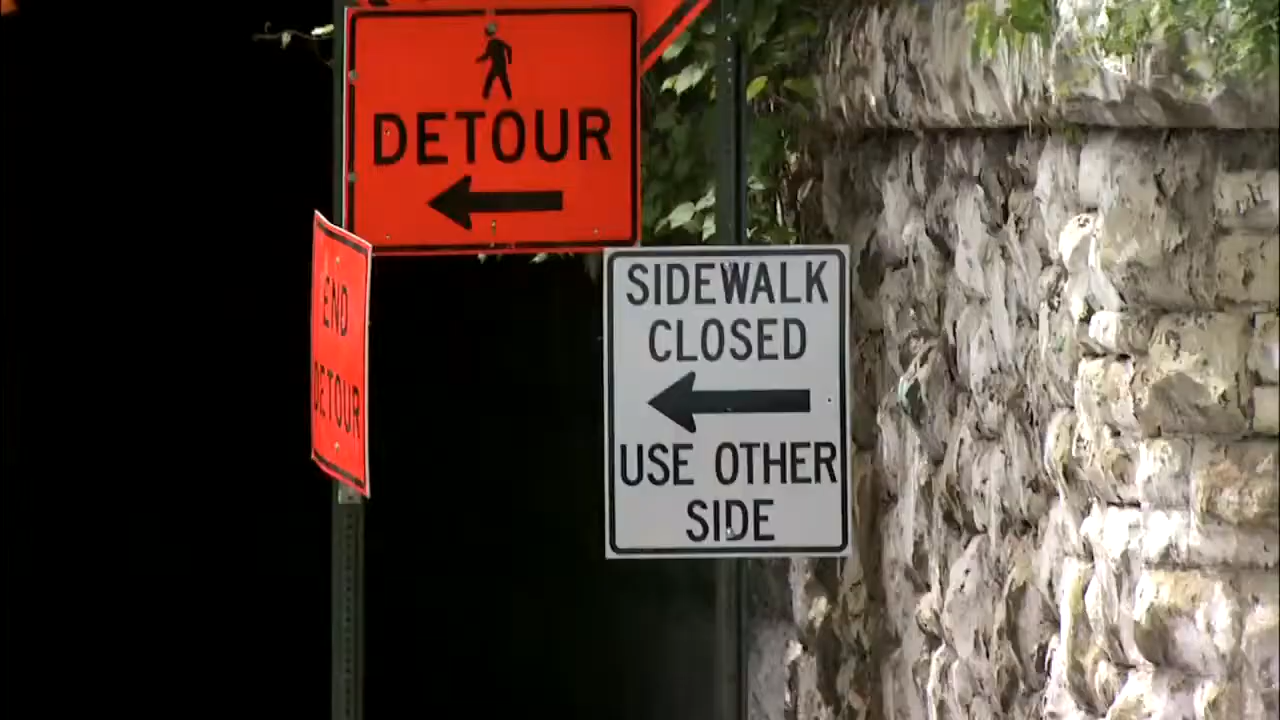 DETOUR
END
DETOUR
SIDEWALK
CLOSED
USE OTHER
SIDE